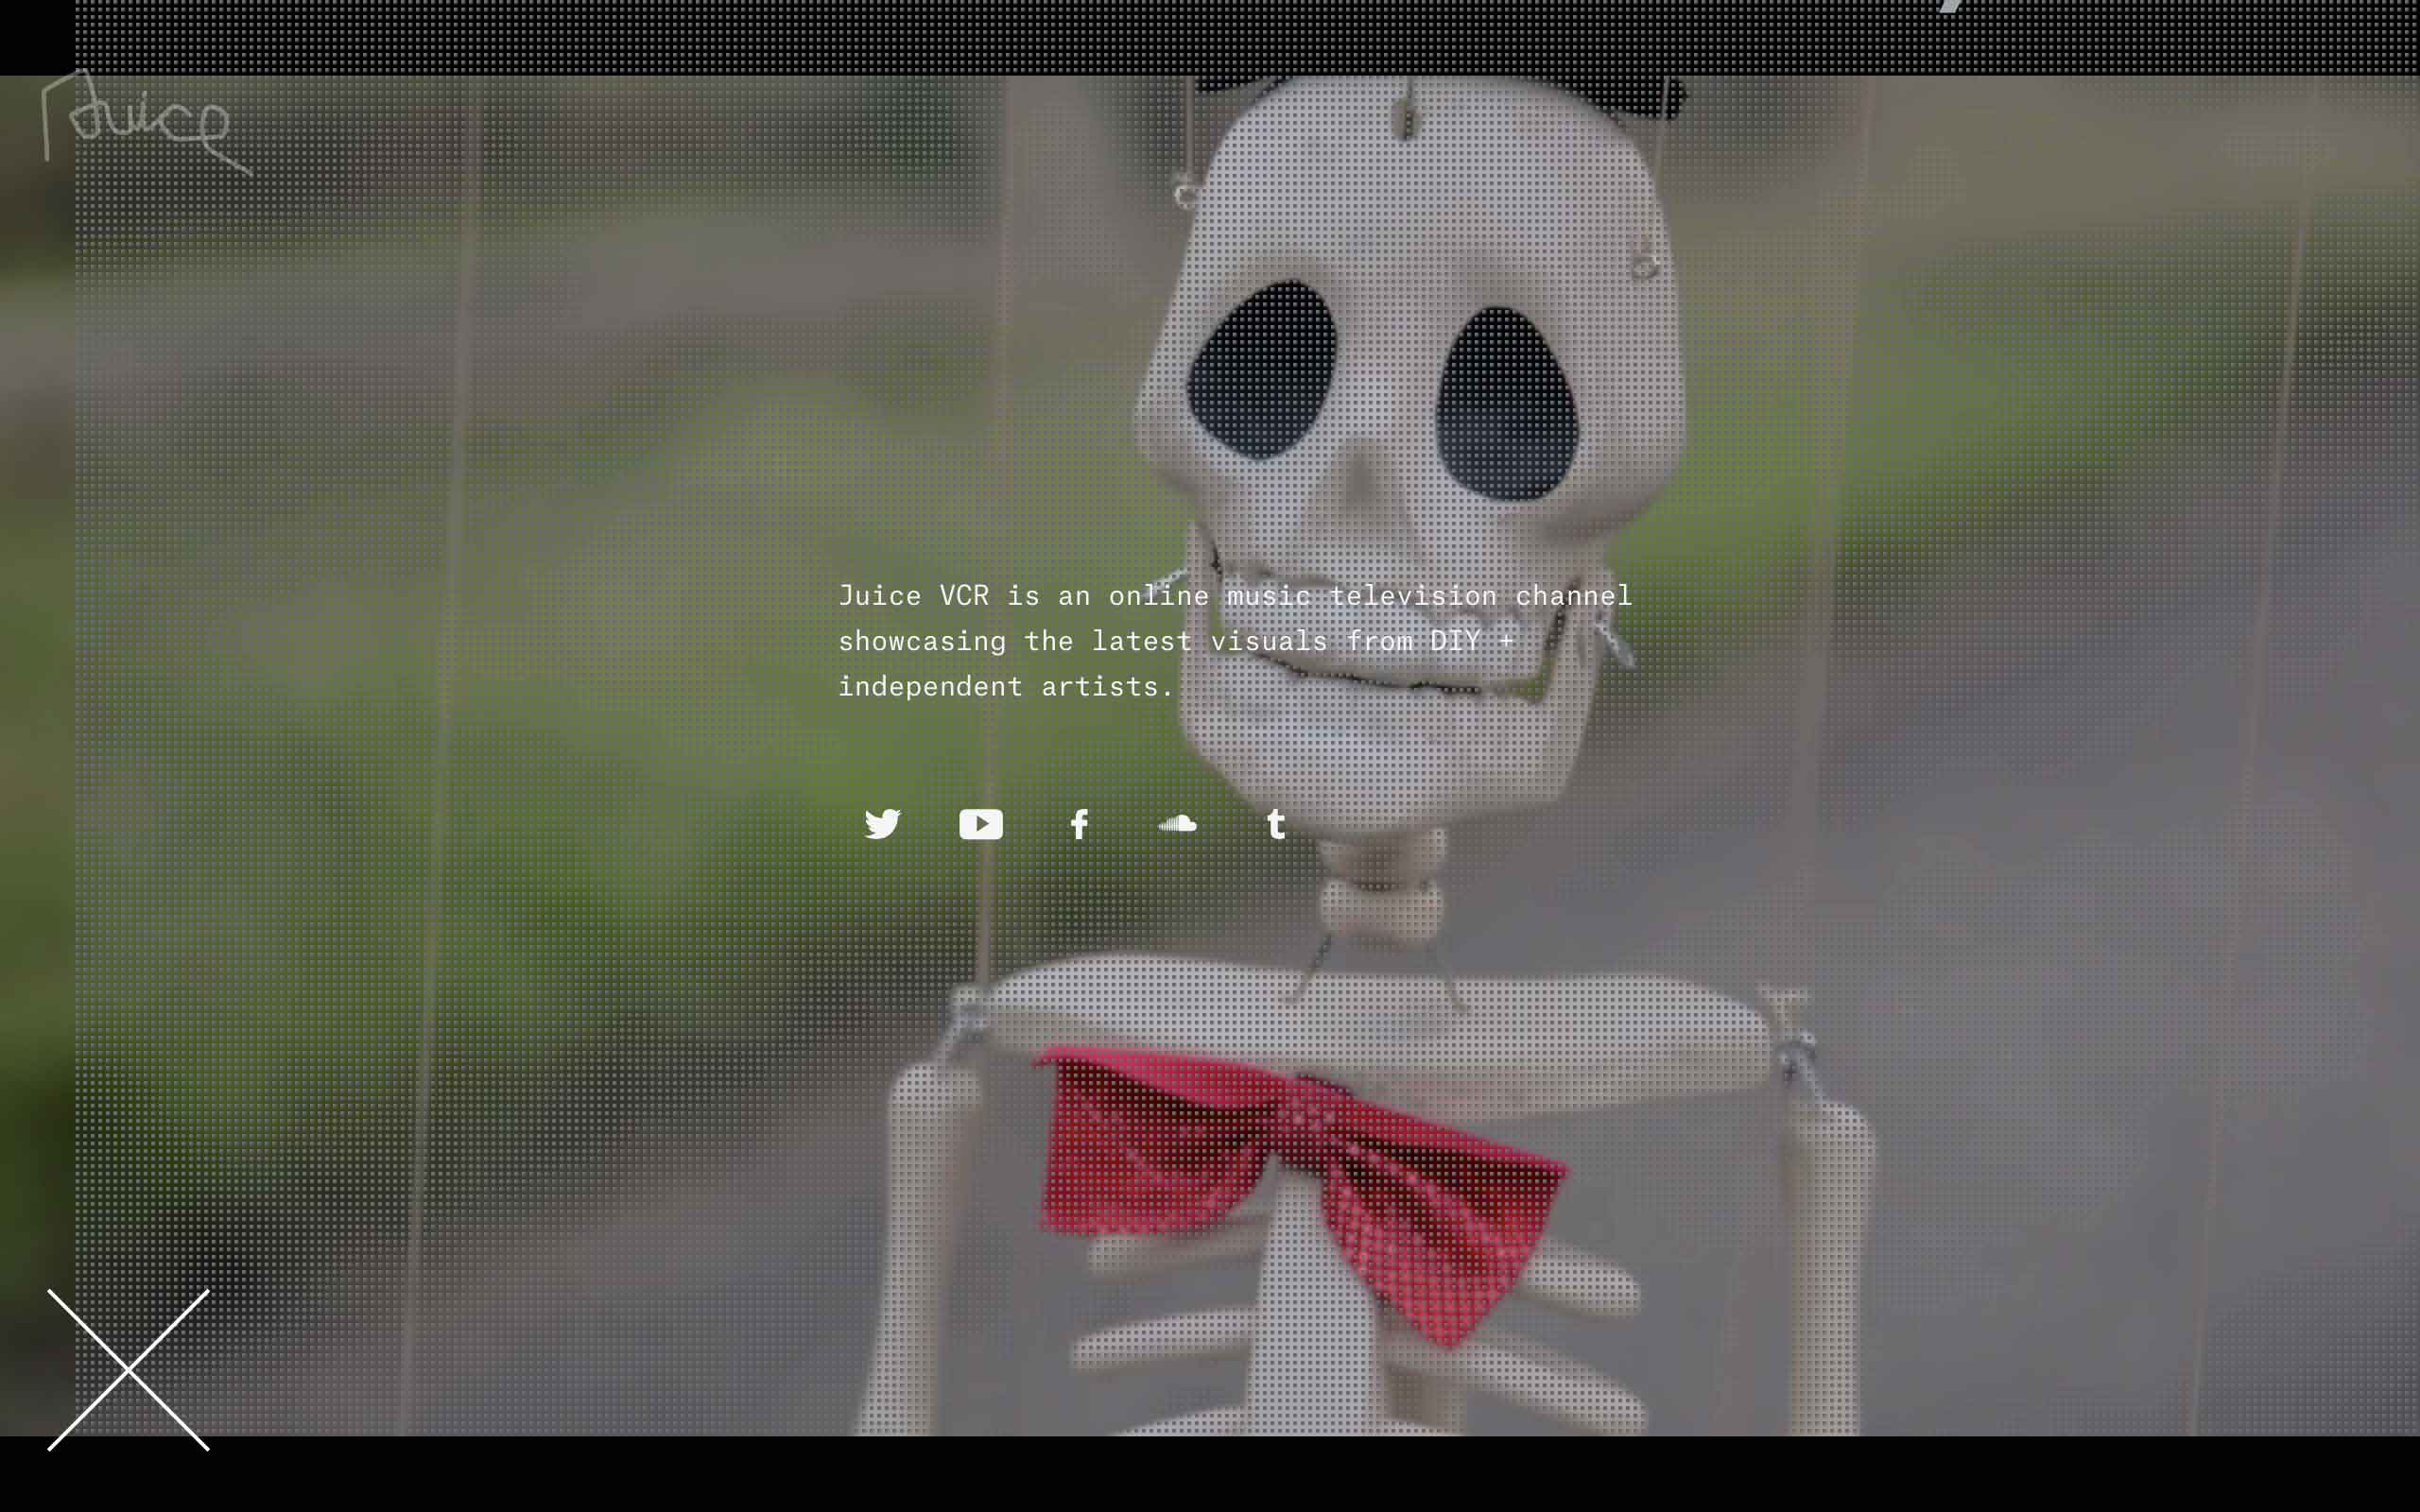 Juice
Juice VCR is an online music television channel
showcasing the latest visuals from DIY +
independent artists.